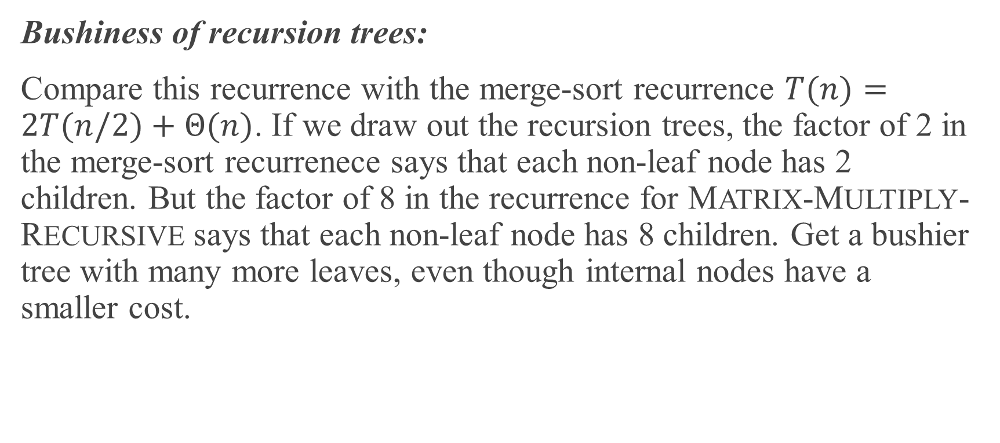 Bushiness of recursion trees:
Compare this recurrence with the merge-sort recurrence T(n) =
2T(n/2) + Θ(n). If we draw out the recursion trees, the factor of 2 in
the merge-sort recurrenece says that each non-leaf node has 2
children. But the factor of 8 in the recurrence for MATRIX-MULTIPLY-
RECURSIVE says that each non-leaf node has 8 children. Get a bushier
tree with many more leaves, even though internal nodes have a
smaller cost.